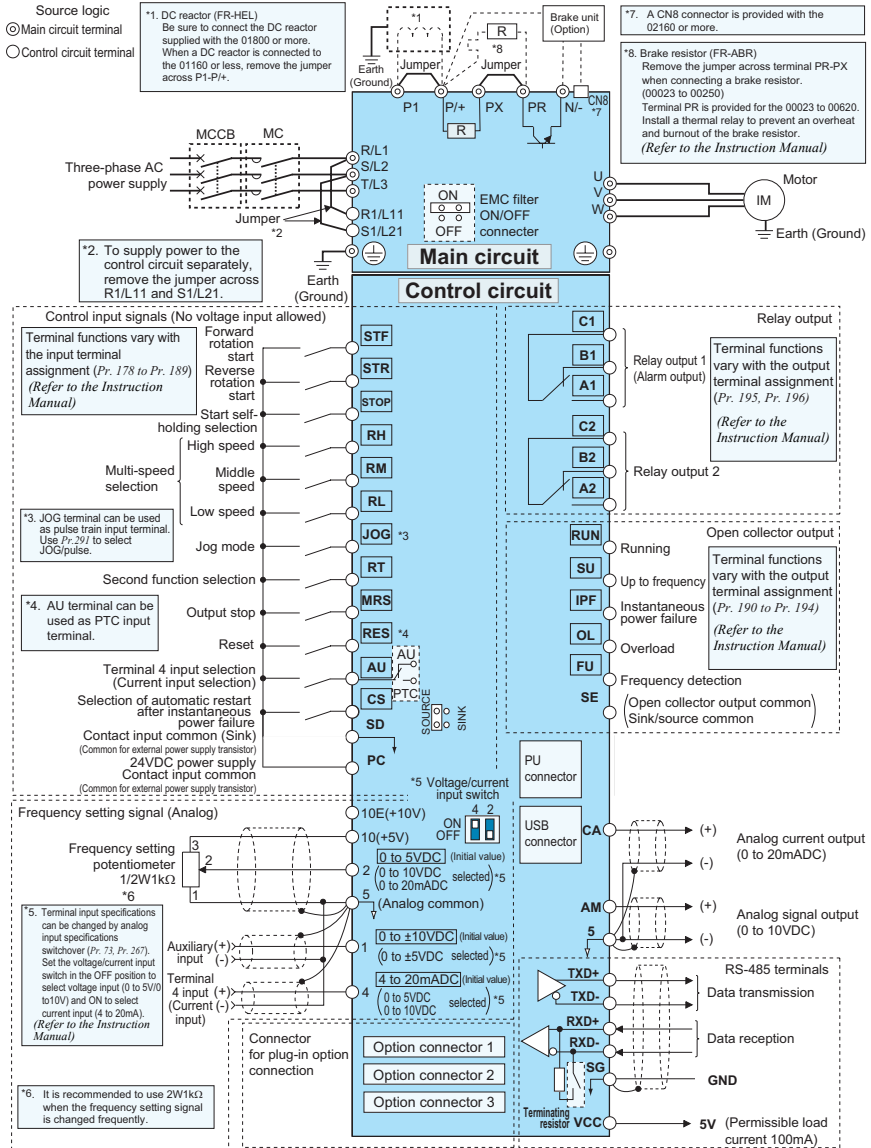 Source logic
Main circuit terminal
Control circuit terminal
*1. DC reactor (FR-HEL)
Be sure to connect the DC reactor
supplied with the 01800 or more.
When a DC reactor is connected to
the 01160 or less, remove the jumper
across P1-P/+.
*1
Earth
(Ground)
Jumper
R
*8
Jumper
Brake unit
(Option)
*7. A CN8 connector is provided with the
02160 or more.
*8. Brake resistor (FR-ABR)
Remove the jumper across terminal PR-PX
when connecting a brake resistor.
(00023 to 00250)
Terminal PR is provided for the 00023 to 00620.
Install a thermal relay to prevent an overheat
and burnout of the brake resistor.
(Refer to the Instruction Manual)
P1
P/+
PX
PR
N/-
CN8
*7
R
MCCB
MC
Three-phase AC
power supply
R/L1
S/L2
T/L3
R1/L11
S1/L21
Jumper
*2
ON
OFF
EMC filter
ON/OFF
connecter
U
V
W
Motor
IM
Earth (Ground)
Main circuit
*2. To supply power to the
control circuit separately,
remove the jumper across
R1/L11 and S1/L21.
Earth
(Ground)
Control circuit
Control input signals (No voltage input allowed)
Terminal functions vary with
the input terminal
assignment (Pr. 178 to Pr. 189)
(Refer to the Instruction
Manual)
Forward
rotation
start
STF
Reverse
rotation
start
STR
Start self-
holding selection
STOP
Multi-speed
selection
High speed
RH
Middle
speed
RM
Low speed
RL
*3. JOG terminal can be used
as pulse train input terminal.
Use Pr.291 to select
JOG/pulse.
Jog mode
JOG
*3
Second function selection
RT
*4. AU terminal can be
used as PTC input
terminal.
Output stop
MRS
Reset
RES
*4
AU
PTC
Terminal 4 input selection
(Current input selection)
AU
Selection of automatic restart
after instantaneous
power failure
CS
SOURCE
SINK
Contact input common (Sink)
(Common for external power supply transistor)
SD
24VDC power supply
Contact input common
(Common for external power supply transistor)
PC
C1
B1
A1
Relay output
Relay output 1
(Alarm output)
Terminal functions
vary with the output
terminal assignment
(Pr. 195, Pr. 196)
(Refer to the
Instruction Manual)
C2
B2
A2
Relay output 2
Open collector output
RUN
Running
SU
Up to frequency
IPF
Instantaneous
power failure
OL
Overload
FU
Frequency detection
SE
Open collector output common
Sink/source common
Terminal functions
vary with the output
terminal assignment
(Pr. 190 to Pr. 194)
(Refer to the
Instruction Manual)
PU
connector
USB
connector
*5 Voltage/current
input switch
4 2
ON
OFF
Frequency setting signal (Analog)
10E(+10V)
10(+5V)
Frequency setting
potentiometer
1/2W1kΩ
*6
3
2
1
2
0 to 5VDC (Initial value)
0 to 10VDC
0 to 20mADC
selected *5
5
(Analog common)
*5. Terminal input specifications
can be changed by analog
input specifications
switchover (Pr. 73, Pr. 267).
Set the voltage/current input
switch in the OFF position to
select voltage input (0 to 5V/0
to10V) and ON to select
current input (4 to 20mA).
(Refer to the Instruction
Manual)
Auxiliary (+)
input (-)
1
0 to ±10VDC (Initial value)
(0 to ±5VDC selected) *5
Terminal
4 input (+)
(Current (-)
input)
4
4 to 20mADC (Initial value)
0 to 5VDC
0 to 10VDC
selected *5
*6. It is recommended to use 2W1kΩ
when the frequency setting signal
is changed frequently.
Connector
for plug-in option
connection
Option connector 1
Option connector 2
Option connector 3
CA
(+)
(-)
Analog current output
(0 to 20mADC)
AM
(+)
5
(-)
Analog signal output
(0 to 10VDC)
RS-485 terminals
TXD+
TXD-
Data transmission
RXD+
RXD-
Data reception
SG
GND
Terminating
resistor
VCC
5V
(Permissible load
current 100mA)